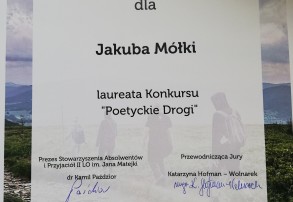 dla
Jakuba Mółki
laureata Konkursu
"Poetyckie Drogi"
Prezes Stowarzyszenia Absolwentów
i Przyjaciół II LO im. Jana Matejki
dr Kamil Paździor
Przewodnicząca Jury
Katarzyna Hofman – Wolnarek